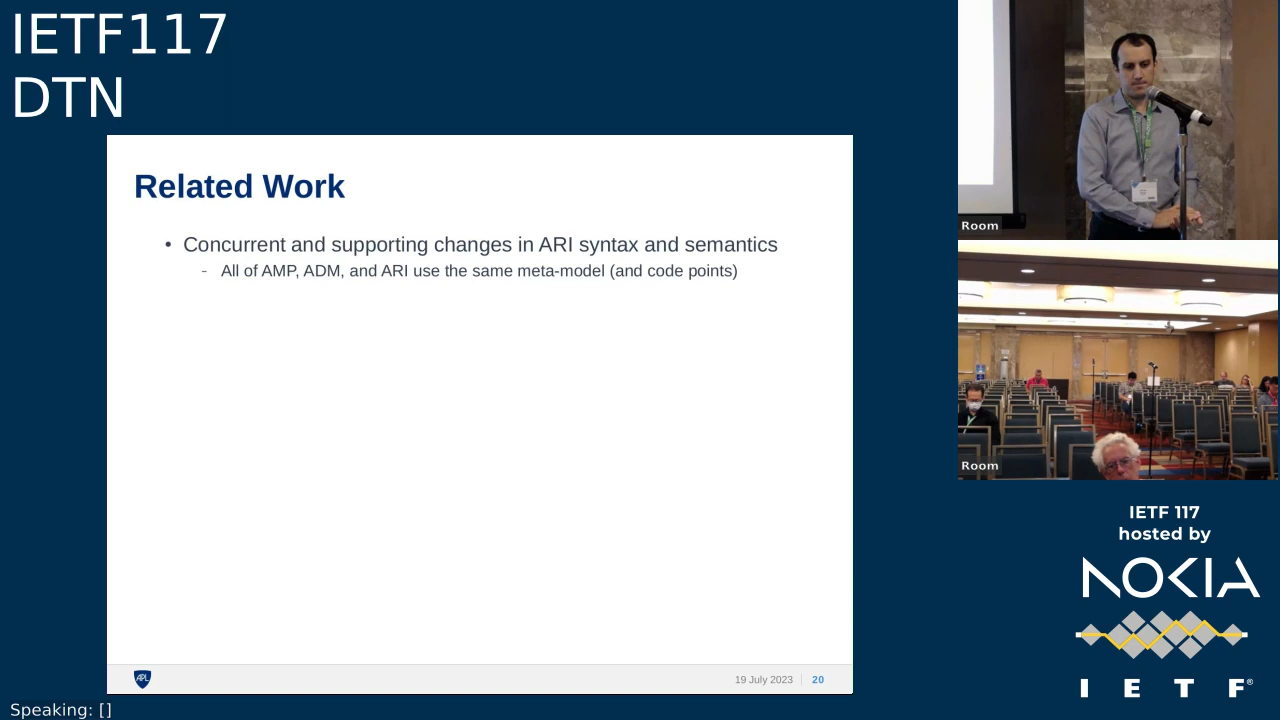 IETF117
DTN
Related Work
• Concurrent and supporting changes in ARI syntax and semantics
- All of AMP, ADM, and ARI use the same meta-model (and code points)
APL
19 July 2023 | 20
Room
Room
IETF 117
hosted by
NOKIA
I E T F®
Speaking: []